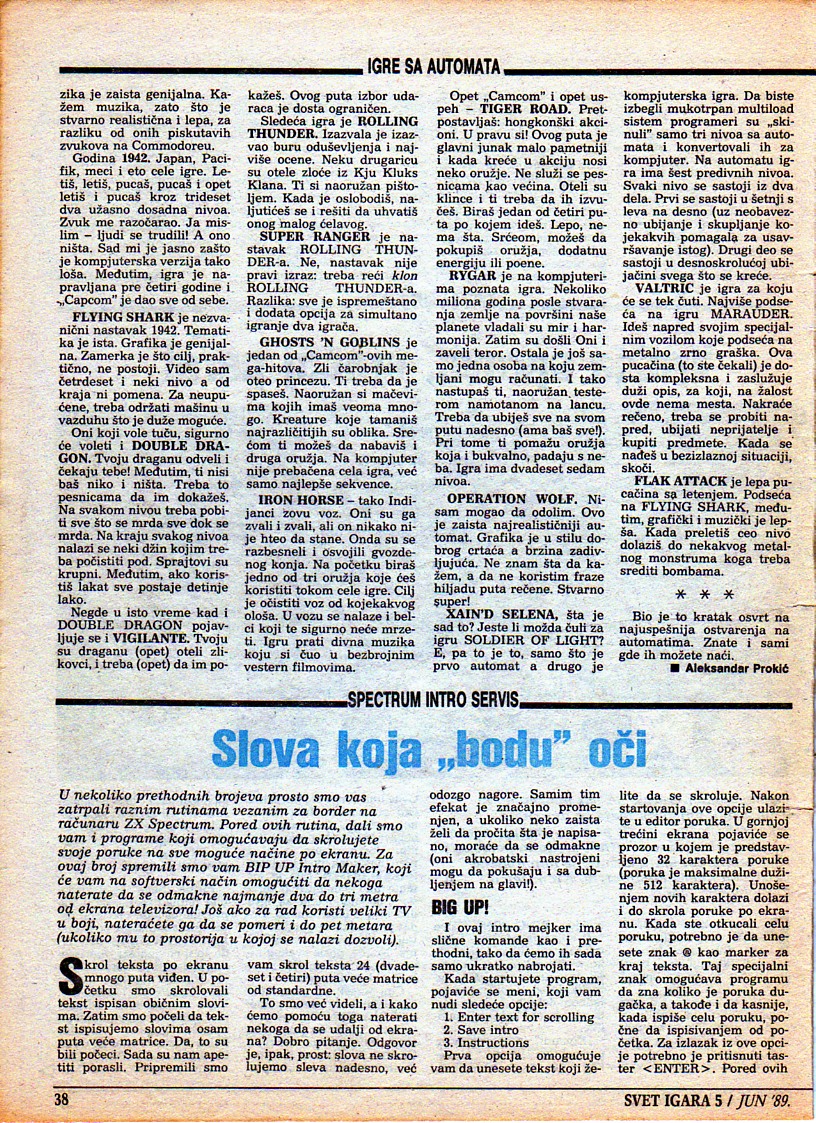 IGRE SA AUTOMATA
zika je zaista genijalna. Ka-
žem muzika, zato što je
stvarno realistična i lepa, za
razliku od onih piskutavih
zvukova na Commodoreu.
Godina 1942. Japan, Paci-
fik, meci i eto cele igre. Le-
tiš, letiš, pucaš, pucaš i opet
letiš i pucaš kroz trideset
dva užasno dosadna nivoa.
Zvuk me razočarao. Ja mis-
lim – ljudi se trudili! A ono
ništa. Sad mi je jasno zašto
je kompjuterska verzija tako
loša. Međutim, igra je na-
pravljena pre četiri godine i
„Capcom" je dao sve od sebe.
FLYING SHARK je nezva-
nični nastavak 1942. Temati-
ka je ista. Grafika je genijal-
na. Zamerka je što cilj, prak-
tično, ne postoji. Video sam
četrdeset i neki nivo a od
kraja ni pomena. Za neupu-
ćene, treba održati mašinu u
vazduhu što je duže moguće.
Oni koji vole tuču, sigurno
će voleti i DOUBLE DRA-
GON. Tvoju draganu odveli i
čekaju tebe! Međutim, ti nisi
baš niko i ništa. Treba to
pesnicama da im dokažeš.
Na svakom nivou treba pobi-
ti sve što se mrda sve dok se
mrda. Na kraju svakog nivoa
nalazi se neki džin kojim tre-
ba počistiti pod. Sprajtovi su
krupni. Međutim, ako koris-
tiš lakat sve postaje detinje
lako.
Negde u isto vreme kad i
DOUBLE DRAGON pojav-
ljuje se i VIGILANTE. Tvoju
su draganu (opet) oteli zli-
kovci, i treba (opet) da im po-
kažeš. Ovog puta izbor uda-
raca je dosta ograničen.
Sledeća igra je ROLLING
THUNDER. Izazvala je izaz-
vao buru oduševljenja i naj-
više ocene. Neku drugaricu
su otele zloće iz Kju Kluks
Klana. Ti si naoružan pišto-
ljem. Kada je oslobodiš, na-
ljutićeš se i rešiti da uhvatiš
onog malog ćelavog.
SUPER RANGER je na-
stavak ROLLING THUN-
DER-a. Ne, nastavak nije
pravi izraz: treba reći klon
ROLLING THUNDER-a.
Razlika: sve je ispremeštano
i dodata opcija za simultano
igranje dva igrača.
GHOSTS 'N GOBLINS je
jedan od „Camcom"-ovih me-
ga-hitova. Zli čarobnjak je
oteo princezu. Ti treba da je
spaseš. Naoružan si mačevi-
ma kojih imaš veoma mno-
go. Kreature koje tamaniš
najrazličitijih su oblika. Sre-
ćom ti možeš da nabaviš i
druga oružja. Na kompjuter
nije prebačena cela igra, već
samo najlepše sekvence.
IRON HORSE – tako Indi-
janci zovu voz. Oni su ga
zvali i zvali, ali on nikako ni-
je hteo da stane. Onda su se
razbesneli i osvojili gvozde-
nog konja. Na početku biraš
jedno od tri oružja koje ćeš
koristiti tokom cele igre. Cilj
je očistiti voz od kojekakvog
ološa. U vozu se nalaze i bel-
ci koji te sigurno neće mrze-
ti. Igru prati divna muzika
koju si čuo u bezbrojnim
vestern filmovima.
Opet „Camcom" i opet us-
peh – TIGER ROAD. Pret-
postavljaš: hongkonški akci-
oni. U pravu si! Ovog puta je
glavni junak malo pametniji
i kada kreće u akciju nosi
neko oružje. Ne služi se pes-
nicama kao većina. Oteli su
klince i ti treba da ih izvu-
češ. Biraš jedan od četiri pu-
ta po kojem ideš. Lepo, ne-
ma šta. Srćeom, možeš da
pokupiš oružja, dodatnu
energiju ili poene.
RYGAR je na kompjuteri-
ma poznata igra. Nekoliko
miliona godina posle stvara-
nja zemlje na površini naše
planete vladali su mir i har-
monija. Zatim su došli Oni i
zaveli teror. Ostala je još sa-
mo jedna osoba na koju zem-
ljani mogu računati. I tako
nastupaš ti, naoružan teste-
rom namotanom na lancu.
Treba da ubiješ sve na svom
putu nadesno (ama baš sve!).
Pri tome ti pomažu oružja
koja i bukvalno, padaju s ne-
ba. Igra ima dvadeset sedam
nivoa.
OPERATION WOLF. Ni-
sam mogao da odolim. Ovo
je zaista najrealističniji au-
tomat. Grafika je u stilu do-
brog crtaća a brzina zadiv-
ljujuća. Ne znam šta da ka-
žem, a da ne koristim fraze
hiljadu puta rečene. Stvarno
super!
XAIN'D SELENA, šta je
sad to? Jeste li možda čuli za
igru SOLDIER OF LIGHT?
E, pa to je to, samo što je
prvo automat a drugo je
kompjuterska igra. Da biste
izbegli mukotrpan multiload
sistem programeri su „ski-
nuli" samo tri nivoa sa auto-
mata i konvertovali ih za
kompjuter. Na automatu ig-
ra ima šest predivnih nivoa.
Svaki nivo se sastoji iz dva
dela. Prvi se sastoji u šetnji s
leva na desno (uz neobavez-
no ubijanje i skupljanje ko-
jekakvih pomagala za usav-
ršavanje istog). Drugi deo se
sastoji u desnoskrolućoj ubi-
jačini svega što se kreće.
VALTRIC je igra za koju
će se tek čuti. Najviše podse-
ća na igru MARAUDER.
Ideš napred svojim specijal-
nim vozilom koje podseća na
metalno zrno graška. Ova
pucačina (to ste čekali) je do-
sta kompleksna i zaslužuje
duži opis, za koji, na žalost
ovde nema mesta. Nakraće
rečeno, treba se probiti na-
pred, ubijati neprijatelje i
kupiti predmete. Kada se
nađeš u bezizlaznoj situaciji,
skoči.
FLAK ATTACK je lepa pu-
cačina sa letenjem. Podseća
na FLYING SHARK, među-
tim, grafički i muzički je lep-
ša. Kada preletiš ceo nivo
dolaziš do nekakvog metal-
nog monstruma koga treba
srediti bombama.
* * *
Bio je to kratak osvrt na
najuspešnija ostvarenja na
automatima. Znate i sami
gde ih možete naći.
■ Aleksandar Prokić
SPECTRUM INTRO SERVIS
Slova koja „bodu" oči
U nekoliko prethodnih brojeva prosto smo vas
zatrpali raznim rutinama vezanim za border na
računaru ZX Spectrum. Pored ovih rutina, dali smo
vam i programe koji omogućavaju da skrolujete
svoje poruke na sve moguće načine po ekranu. Za
ovaj broj spremili smo vam BIP UP Intro Maker, koji
će vam na softverski način omogućiti da nekoga
naterate da se odmakne najmanje dva do tri metra
od ekrana televizora! Još ako za rad koristi veliki TV
u boji, nateraćete ga da se pomeri i do pet metara
(ukoliko mu to prostorija u kojoj se nalazi dozvoli).
Skrol teksta po ekranu
mnogo puta viđen. U po-
četku smo skrolovali
tekst ispisan običnim slovi-
ma. Zatim smo počeli da tek-
st ispisujemo slovima osam
puta veće matrice. Da, to su
bili počeci. Sada su nam ape-
titi porasli. Pripremili smo
vam skrol teksta 24 (dvade-
set i četiri) puta veće matrice
od standardne.
To smo već videli, a i kako
ćemo pomoću toga naterati
nekoga da se udalji od ekra-
na? Dobro pitanje. Odgovor
je, ipak, prost: slova ne skro-
lujemo sleva nadesno, već
odozgo nagore. Samim tim
efekat je značajno prome-
njen, a ukoliko neko zaista
želi da pročita šta je napisa-
no, moraće da se odmakne
(oni akrobatski nastrojeni
mogu da pokušaju i sa dub-
ljenjem na glavi!).
BIG UP!
I ovaj intro mejker ima
slične komande kao i pre-
thodni, tako da ćemo ih sada
samo ukratko nabrojati.
Kada startujete program,
pojaviće se meni, koji vam
nudi sledeće opcije:
1. Enter text for scrolling
2. Save intro
3. Instructions
Prva opcija omogućuje
vam da unesete tekst koji že-
lite da se skroluje. Nakon
startovanja ove opcije ulazi-
te u editor poruka. U gornjoj
trećini ekrana pojaviće se
prozor u kojem je predstav-
ljeno 32 karaktera poruke
(poruka je maksimalne duži-
ne 512 karaktera). Unoše-
njem novih karaktera dolazi
i do skrola poruke po ekra-
nu. Kada ste otkucali celu
poruku, potrebno je da une-
sete znak @ kao marker za
kraj teksta. Taj specijalni
znak omogućava programu
da zna koliko je poruka du-
gačka, a takođe i da kasnije,
kada ispiše celu poruku, po-
čne da ispisivanjem od po-
četka. Za izlazak iz ove opci-
je potrebno je pritisnuti tas-
ter <ENTER>. Pored ovih
38
SVET IGARA 5 / JUN '89.